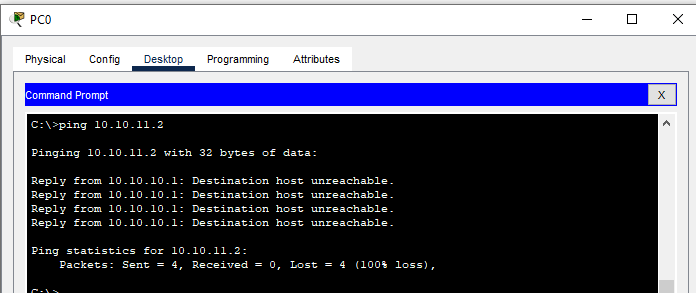 PC0
Physical Config Desktop Programming Attributes
Command Prompt X
C:\>ping 10.10.11.2
Pinging 10.10.11.2 with 32 bytes of data:
Reply from 10.10.10.1: Destination host unreachable.
Reply from 10.10.10.1: Destination host unreachable.
Reply from 10.10.10.1: Destination host unreachable.
Reply from 10.10.10.1: Destination host unreachable.
Ping statistics for 10.10.11.2:
Packets: Sent = 4, Received = 0, Lost = 4 (100% loss),
C:\>